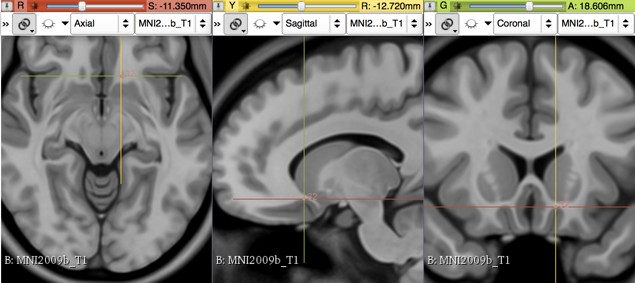 R S: -11.350mm
Y R: -12.720mm
G A: 18.606mm
» Axial MNI2...b_T1
» Sagittal MNI2...b_T1
» Coronal MNI2...b_T1
B: MNI2009b_T1
B: MNI2009b_T1
B: MNI2009b_T1